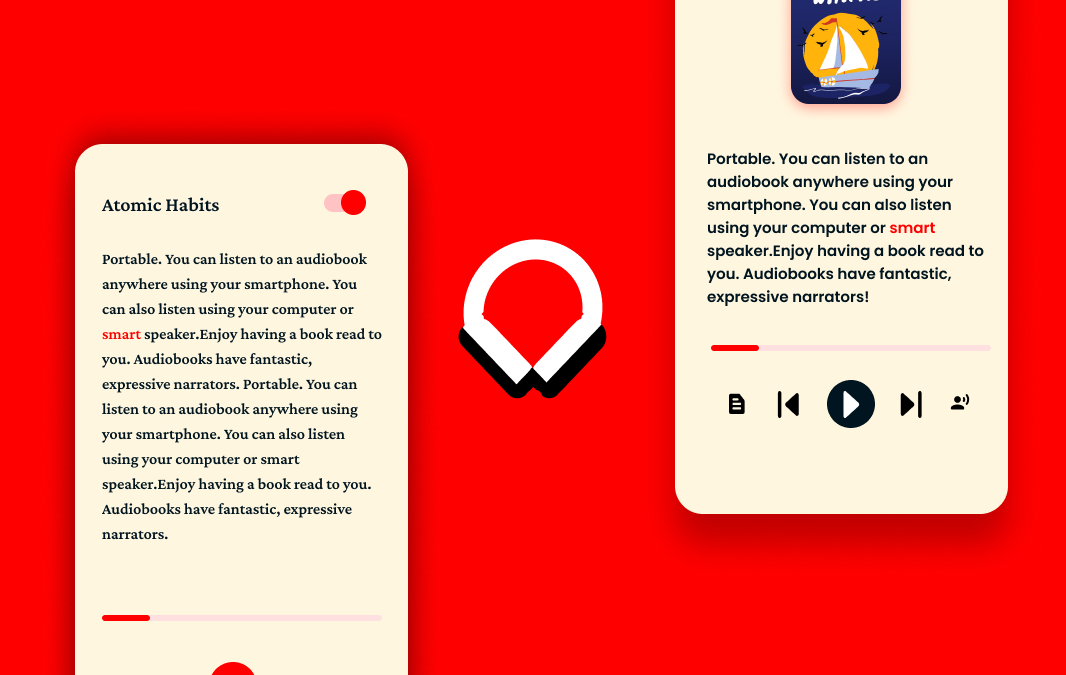 Atomic Habits
Portable. You can listen to an audiobook
anywhere using your smartphone. You
can also listen using your computer or
smart speaker.Enjoy having a book read to
you. Audiobooks have fantastic,
expressive narrators. Portable. You can
listen to an audiobook anywhere using
your smartphone. You can also listen
using your computer or smart
speaker.Enjoy having a book read to you.
Audiobooks have fantastic, expressive
narrators.
Portable. You can listen to an
audiobook anywhere using your
smartphone. You can also listen
using your computer or smart
speaker.Enjoy having a book read to
you. Audiobooks have fantastic,
expressive narrators!